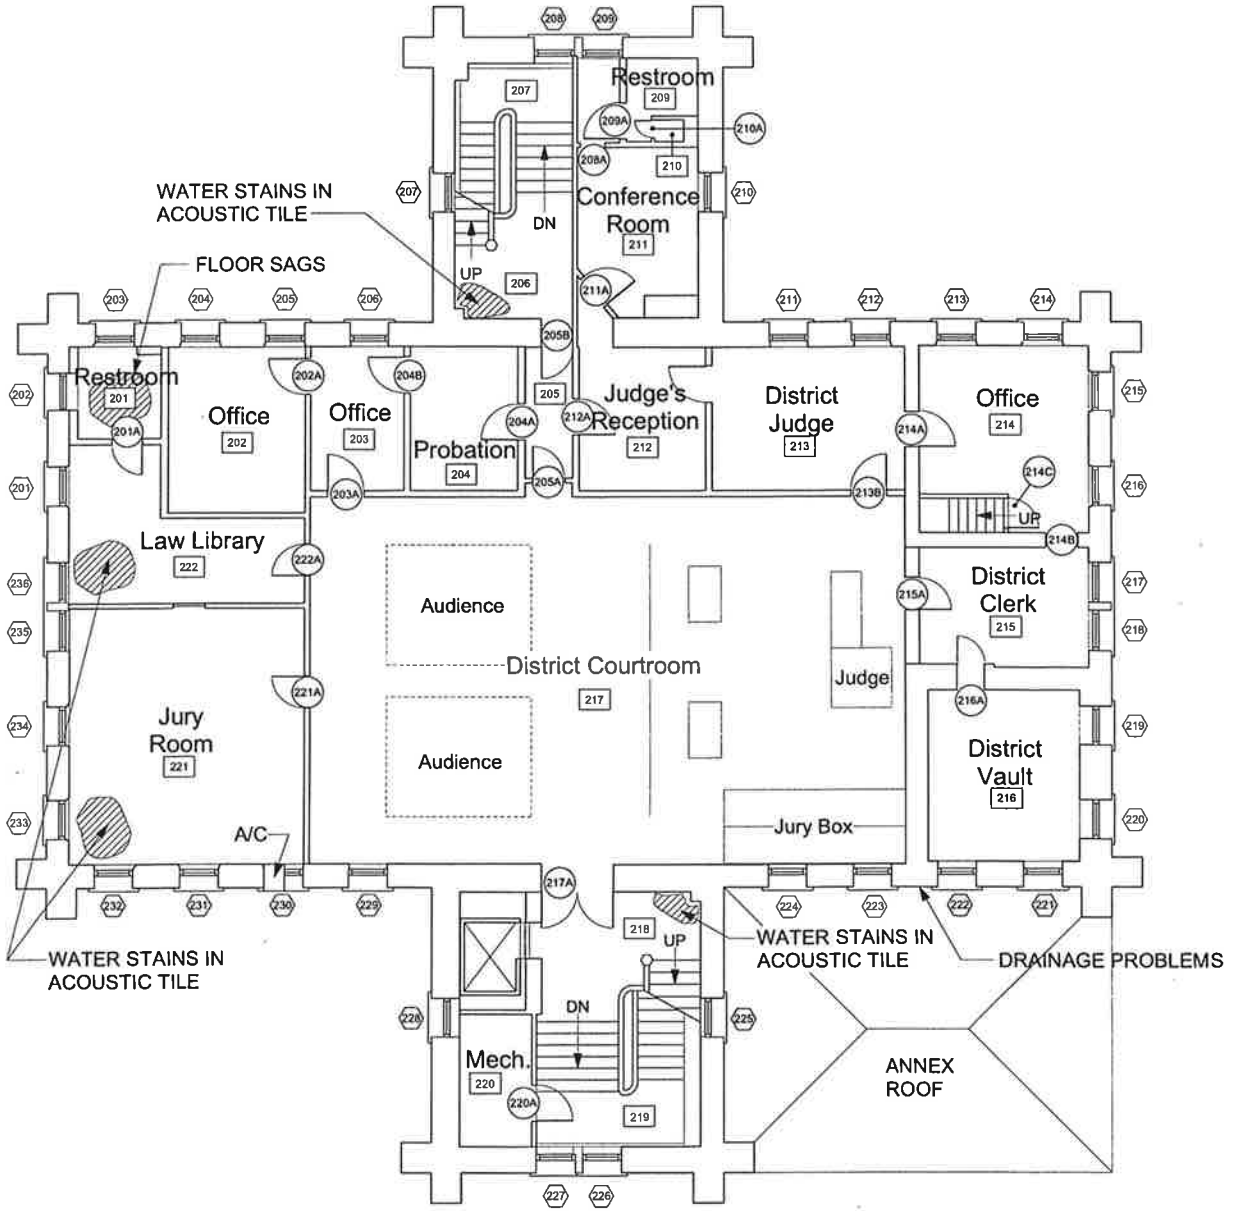 208
209
Restroom
207
209
209A
210A
208A
210
WATER STAINS IN
ACOUSTIC TILE
207
Conference
Room
210
DN
211
FLOOR SAGS
UP
206
211A
203
204
205
206
211
212
213
214
205B
Restroom
202
201
202A
204B
205
Judge's
Reception
District
Judge
Office
215
Office
Office
214
202
203
204A
212A
213
214A
201A
Probation
204
212
214C
201
203A
205A
213B
216
UP
Law Library
222
222A
214B
236
Audience
District
Clerk
215
217
215A
235
218
District Courtroom
217
Judge
221A
216A
Jury
Room
221
234
219
Audience
District
Vault
216
233
A/C
Jury Box
220
217A
232
231
230
229
224
223
222
221
218
UP
WATER STAINS IN
ACOUSTIC TILE
WATER STAINS IN
ACOUSTIC TILE
DRAINAGE PROBLEMS
228
DN
225
Mech.
220
ANNEX
ROOF
220A
219
227
226